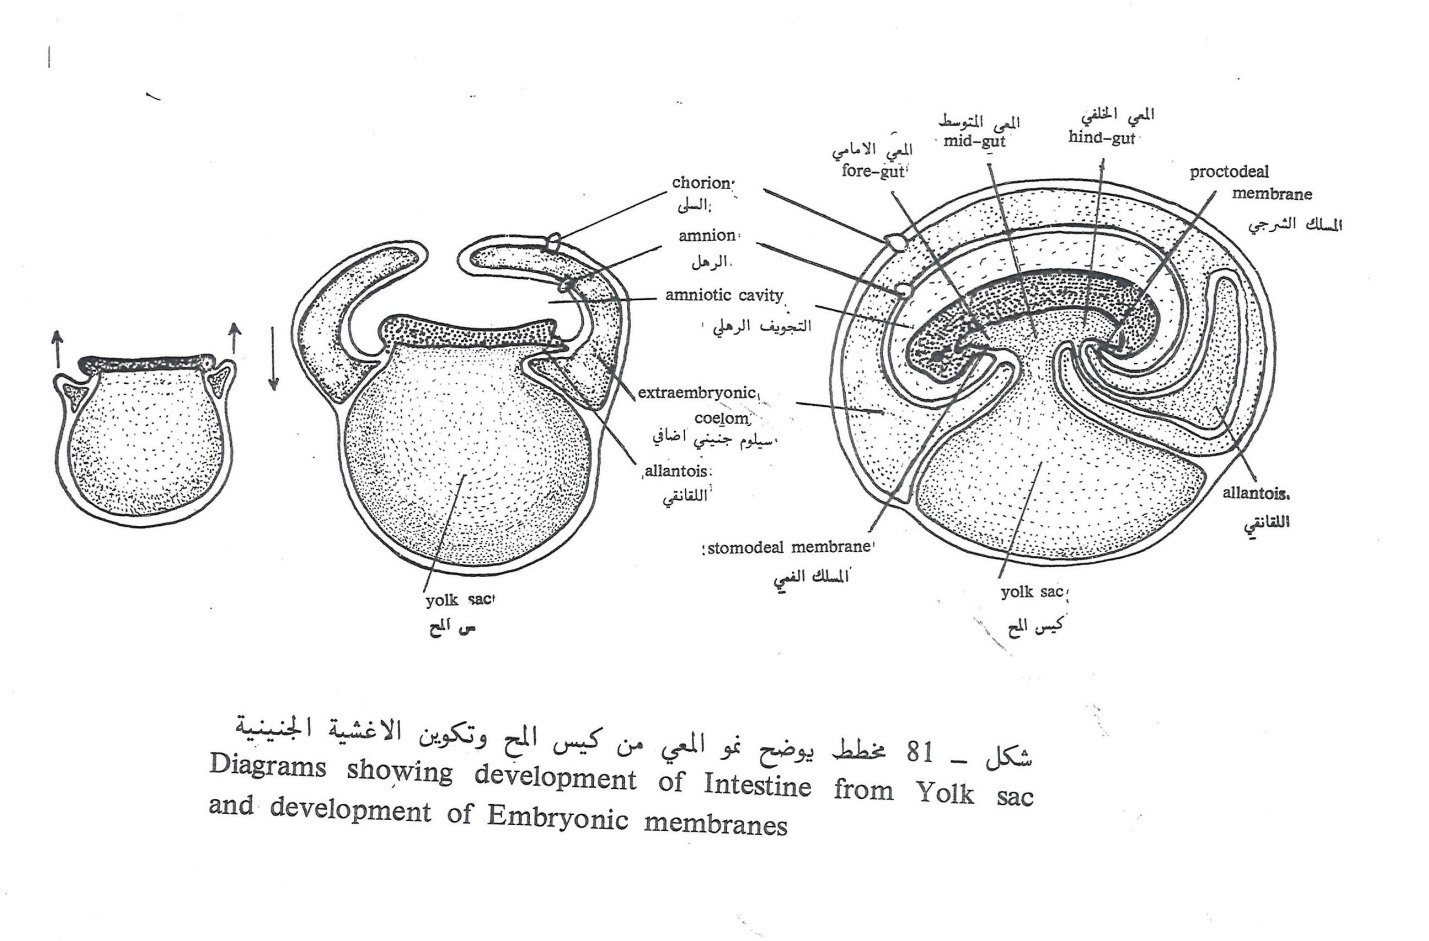 المعي الخلفي
hind-gut
المعى المتوسط
mid-gut
المعي الامامي
fore-gut
proctodeal
membrane
المسلك الشرجي
chorion
السلى
amnion
الرهل
amniotic cavity
التجويف الرهلي
extraembryonic
coelom
سيلوم جنيني اضافي
allantois
اللقانقي
allantois
اللقانقي
stomodeal membrane
المسلك الفمي
yolk sac
س المح
yolk sac
كيس المح
شكل ـ 81 مخطط يوضح نمو المعي من كيس المح وتكوين الاغشية الجنينية
Diagrams showing development of Intestine from Yolk sac
and development of Embryonic membranes